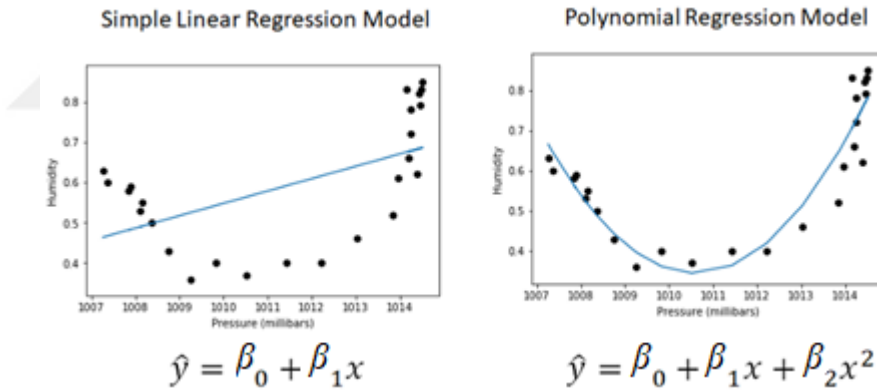 Simple Linear Regression Model
Polynomial Regression Model
0.8
0.7
0.6
0.5
0.4
Humidity
1007 1008 1009 1010 1011 1012 1013 1014
Pressure (millibars)
0.8
0.7
0.6
0.5
0.4
Humidity
1007 1008 1009 1010 1011 1012 1013 1014
Pressure (millibars)
ŷ = β₀ + β₁x
ŷ = β₀ + β₁x + β₂x²